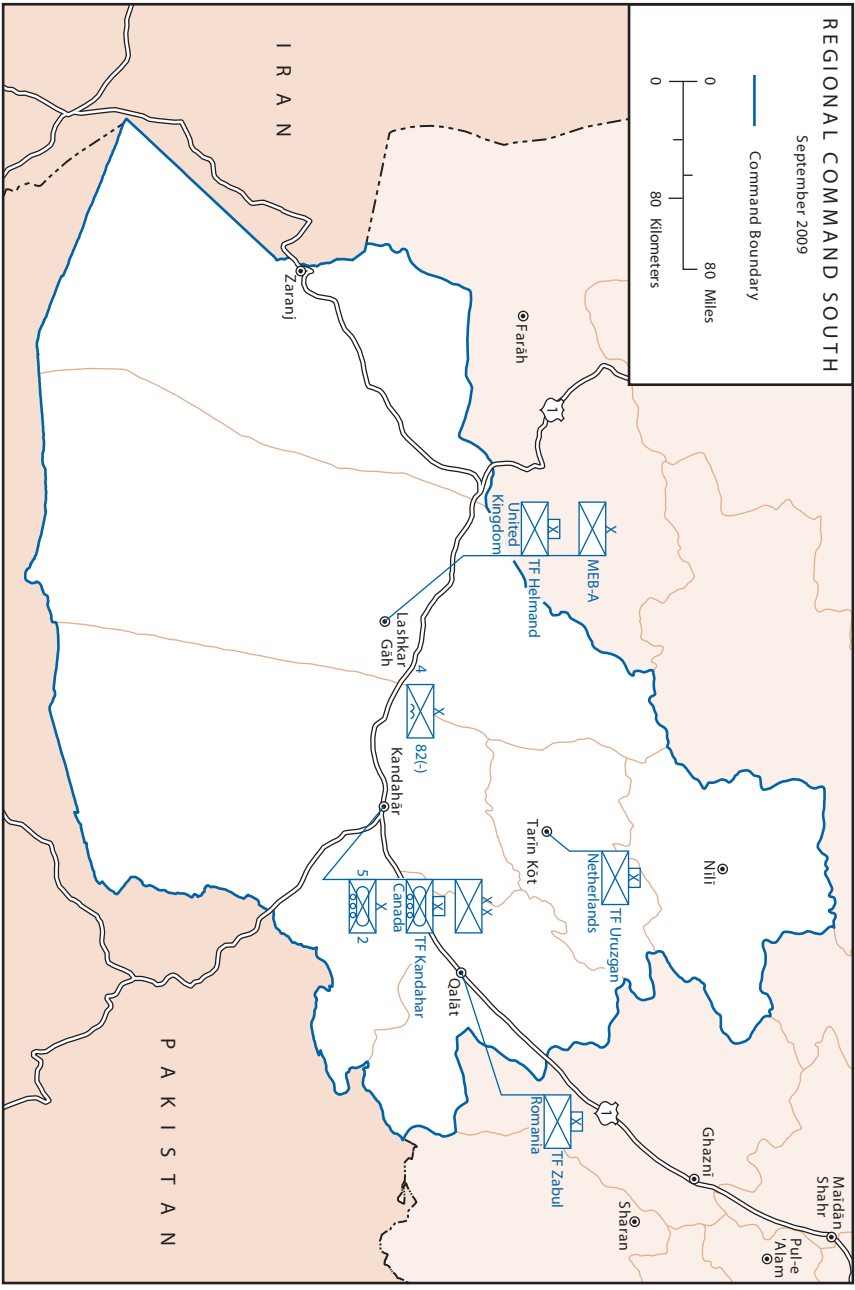 REGIONAL COMMAND SOUTH
September 2009
Command Boundary
0
80 Miles
0
80 Kilometers
IRAN
PAKISTAN
Maīdān
Shahr
Pul-e
'Alam
Ghaznī
Sharan
1
Nīlī
Farāh
1
Zaranj
X
MEB-A
X
TF Helmand
United
Kingdom
Lashkar
Gāh
X
4
82(-)
Kandahār
Tarīn Kōt
X
TF Uruzgan
Netherlands
XX
X
TF Kandahar
Canada
X
5
2
Qalāt
X
TF Zabul
Romania